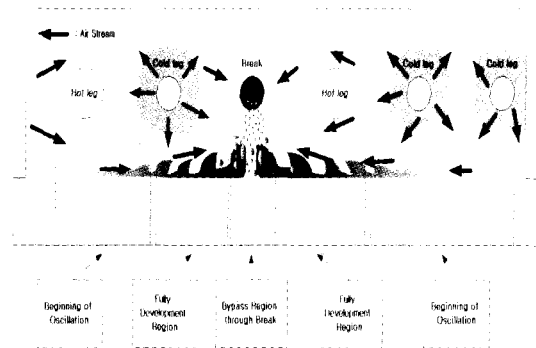 : Air Stream
Cold leg
Break
Cold leg
Cold leg
Hot leg
Hot leg
Beginning of
Oscillation
Fully
Development
Region
Bypass Region
through Break
Fully
Development
Region
Beginning of
Oscillation